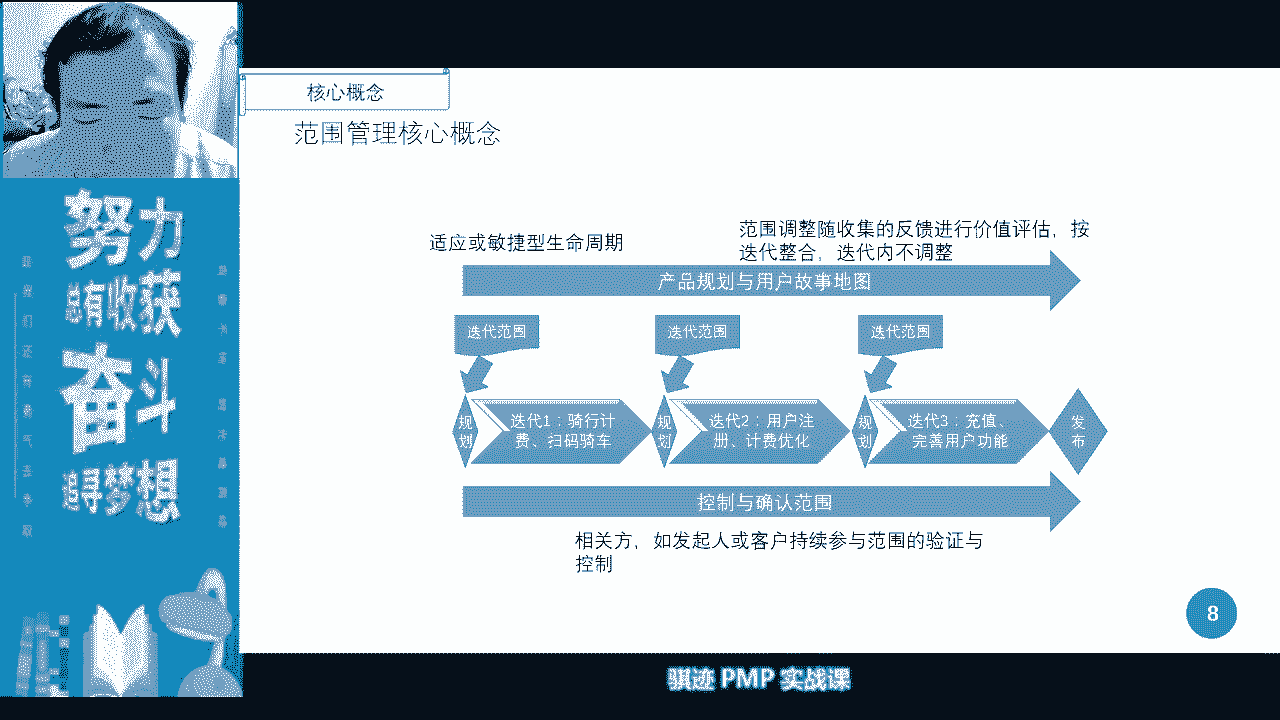 核心概念
范围管理核心概念
适应或敏捷型生命周期
范围调整随收集的反馈进行价值评估，按
迭代整合，迭代内不调整
产品规划与用户故事地图
迭代范围
迭代范围
迭代范围
规
划
迭代1：骑行计
费、扫码骑车
规
划
迭代2：用户注
册、计费优化
规
划
迭代3：充值、
完善用户功能
发
布
控制与确认范围
相关方，如发起人或客户持续参与范围的验证与
控制
8
努力
总有收获
奋斗
追寻梦想
骐迹 PMP 实战课